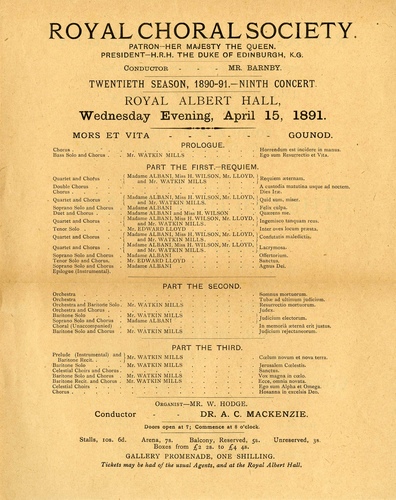 ROYAL CHORAL SOCIETY.
PATRON—HER MAJESTY THE QUEEN.
PRESIDENT—H.R.H. THE DUKE OF EDINBURGH, K.G.
CONDUCTOR - - - MR. BARNBY.
TWENTIETH SEASON, 1890-91.—NINTH CONCERT.
ROYAL ALBERT HALL,
Wednesday Evening, April 15, 1891.
MORS ET VITA - - - - - GOUNOD.
PROLOGUE.
Chorus . . . Horrendum est incidere in manus.
Bass Solo and Chorus . Mr. WATKIN MILLS . . . Ego sum Resurrectio et Vita.
PART THE FIRST.—REQUIEM.
Quartet and Chorus . Madame ALBANI, Miss H. WILSON, Mr. LLOYD, and Mr. WATKIN MILLS . Requiem æternam.
Double Chorus . . . A custodia matutina usque ad noctem.
Chorus . . . Dies Iræ.
Quartet and Chorus . Madame ALBANI, Miss H. WILSON, Mr. LLOYD, and Mr. WATKIN MILLS. . Quid sum, miser.
Soprano Solo and Chorus . Madame ALBANI . . . Felix culpa.
Duet and Chorus . Madame ALBANI and Miss H. WILSON . Quærens me.
Quartet and Chorus . Madame ALBANI, Miss H. WILSON, Mr. LLOYD, and Mr. WATKIN MILLS . Ingemisco tanquam reus.
Tenor Solo . Mr. EDWARD LLOYD . . . Inter oves locum præsta.
Quartet and Chorus . Madame ALBANI, Miss H. WILSON, Mr. LLOYD, and Mr. WATKIN MILLS . Confutatis maledictis.
Quartet and Chorus . Madame ALBANI, Miss H. WILSON, Mr. LLOYD, and Mr. WATKIN MILLS . Lacrymosa.
Soprano Solo and Chorus . Madame ALBANI . . . Offertorium.
Tenor Solo and Chorus. . Mr. EDWARD LLOYD . . . Sanctus.
Soprano Solo and Chorus . Madame ALBANI . . . Agnus Dei.
Epilogue (Instrumental).
PART THE SECOND.
Orchestra . . . Somnus mortuorum.
Orchestra . . . Tubæ ad ultimum judicium.
Orchestra and Baritone Solo . Mr. WATKIN MILLS . . . Resurrectio mortuorum.
Orchestra and Chorus . . . Judex.
Baritone Solo . Mr. WATKIN MILLS
Soprano Solo and Chorus . Madame ALBANI . . . Judicium electorum.
Choral (Unaccompanied) . . . In memoriâ æternâ erit justus.
Baritone Solo and Chorus . Mr. WATKIN MILLS . . . Judicium rejectanorum.
PART THE THIRD.
Prelude (Instrumental) and Baritone Recit. . Mr. WATKIN MILLS . . . Cœlum novum et nova terra.
Baritone Solo . Mr. WATKIN MILLS . . . Jerusalem Cœlestis.
Celestial Choir and Chorus . . . Sanctus.
Baritone Solo and Chorus . Mr. WATKIN MILLS . . . Vox magna in cœlo.
Baritone Recit. and Chorus . Mr. WATKIN MILLS . . . Ecce, omnia novata.
Celestial Choir . . . Ego sum Alpha et Omega.
Chorus . . . Hosanna in excelsis Deo.
ORGANIST—MR. W. HODGE.
Conductor - - DR. A. C. MACKENZIE.
Doors open at 7; Commence at 8 o'clock.
Stalls, 10s. 6d. Arena, 7s. Balcony, Reserved, 5s. Unreserved, 3s.
Boxes from £2 2s. to £4 4s.
GALLERY PROMENADE, ONE SHILLING.
Tickets may be had of the usual Agents, and at the Royal Albert Hall.